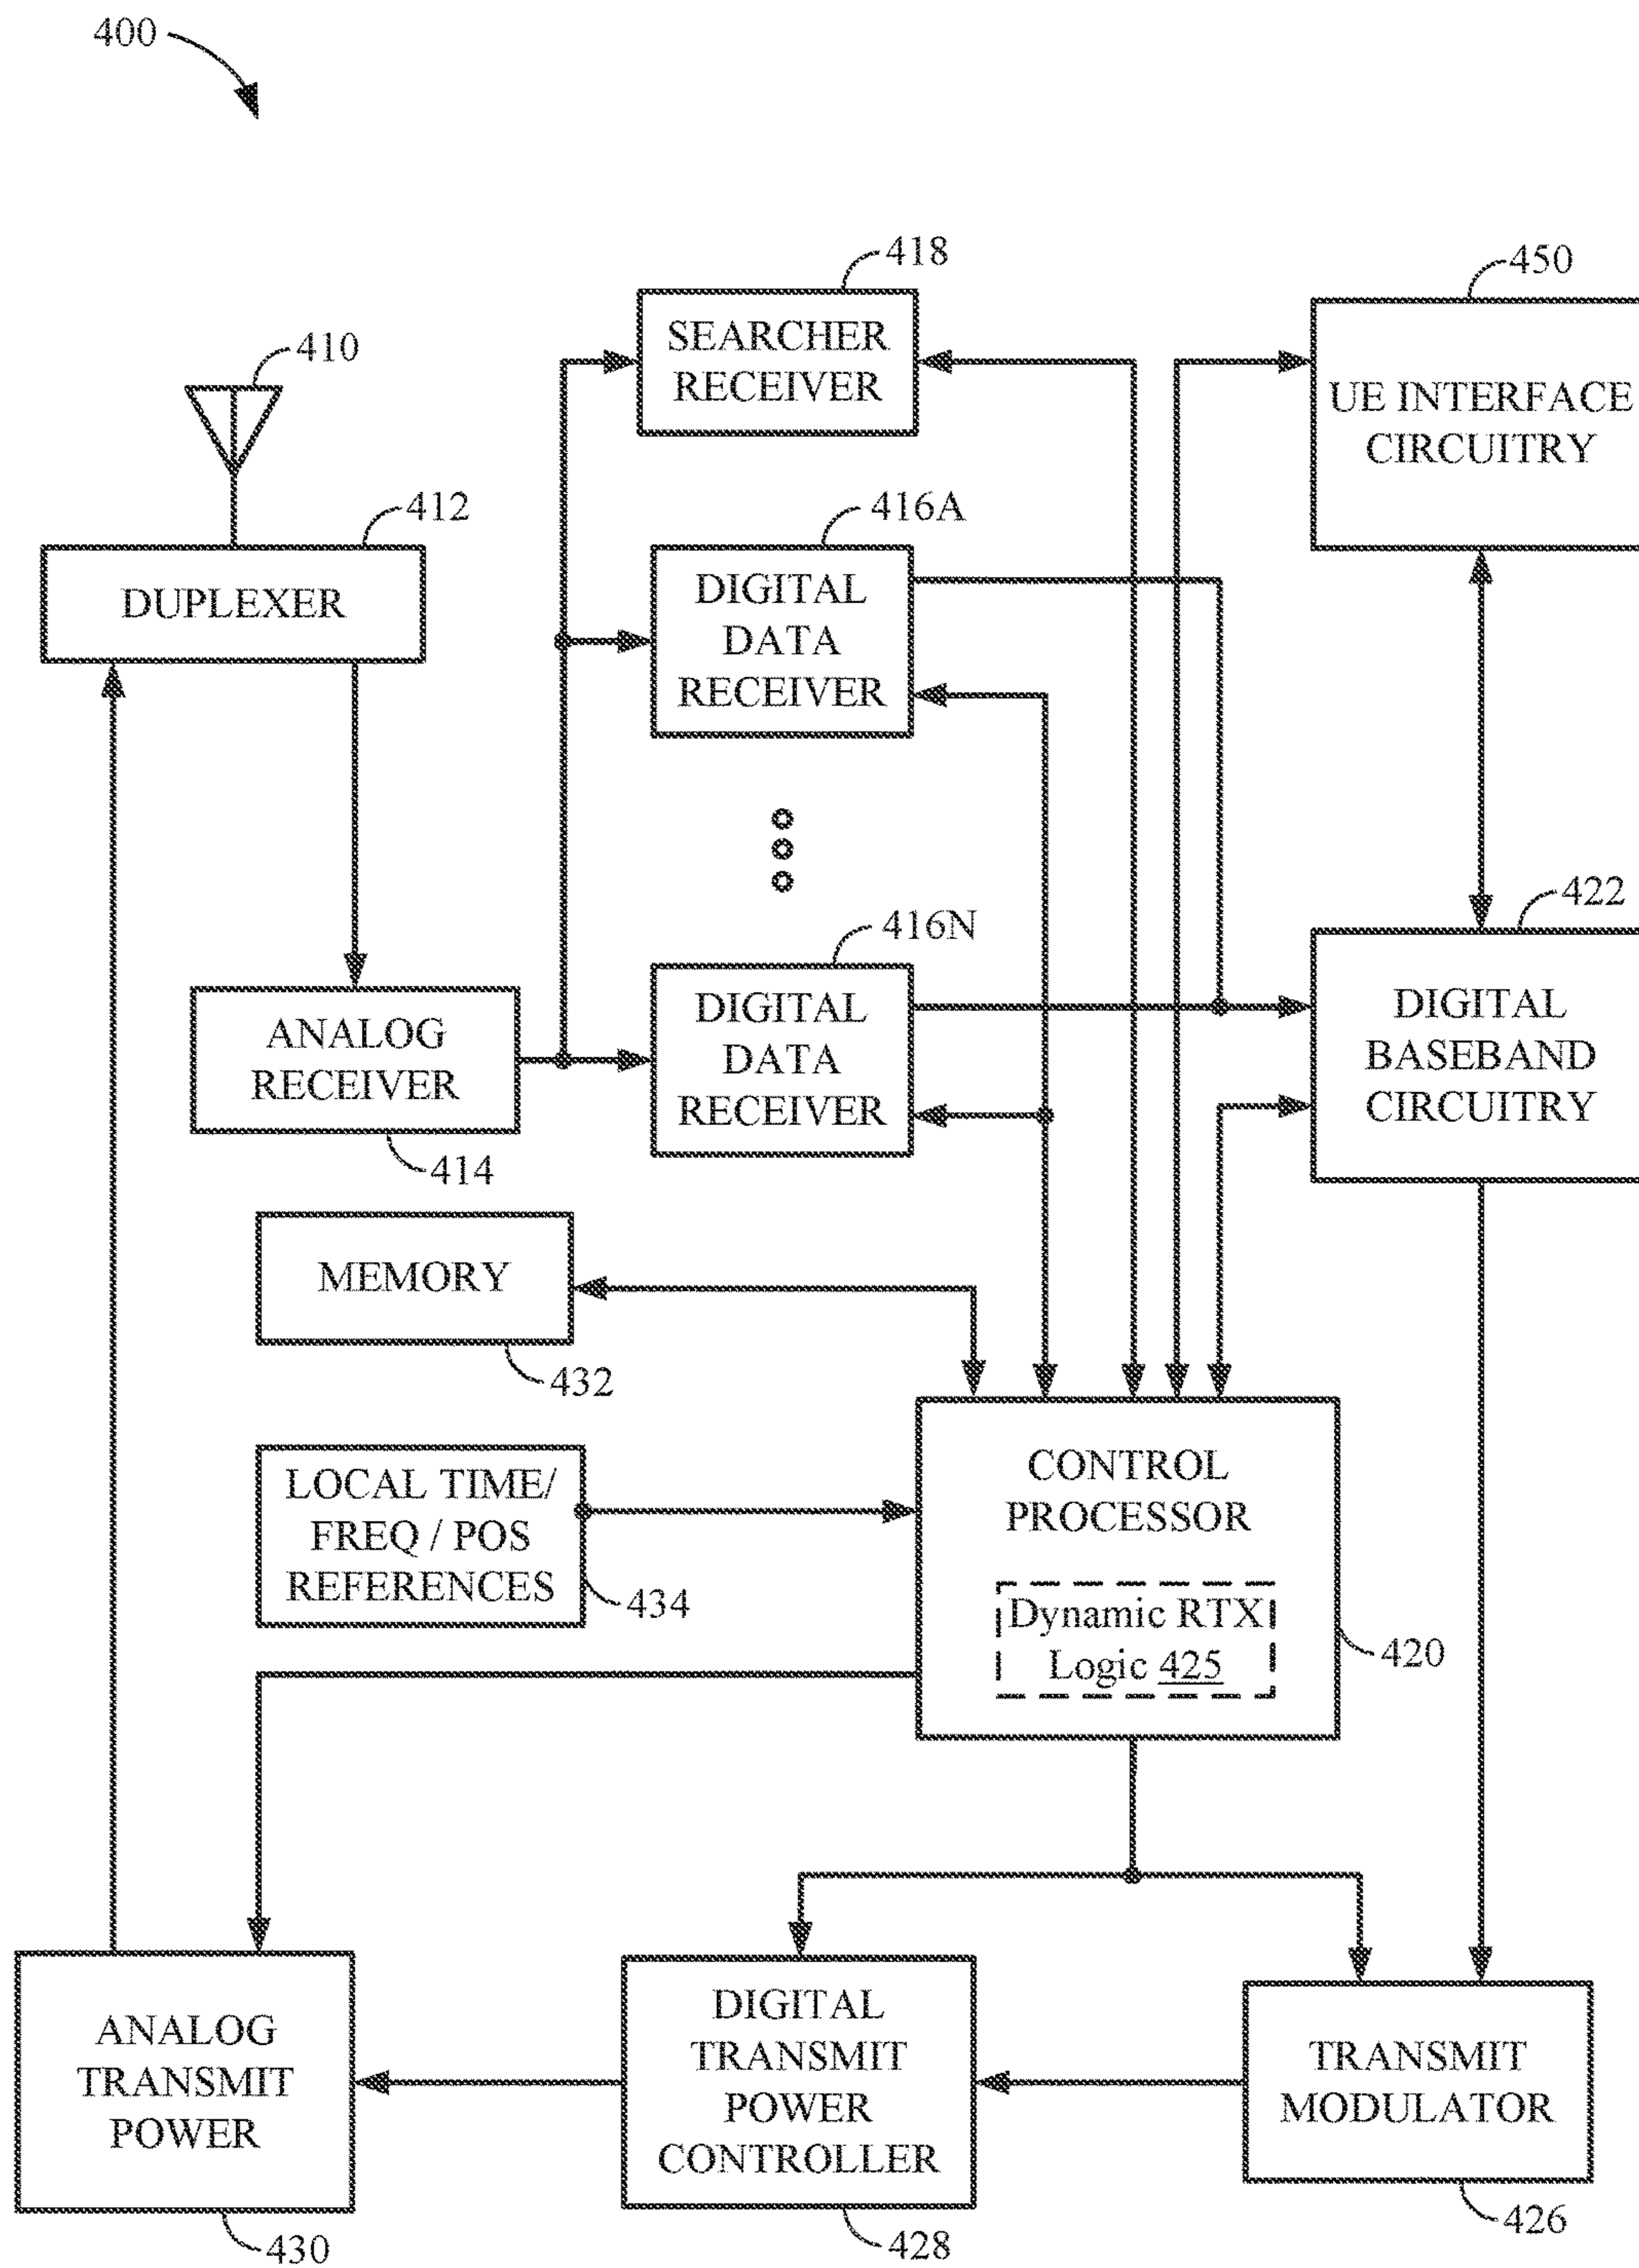 400
418
SEARCHER
RECEIVER
450
UE INTERFACE
CIRCUITRY
410
412
DUPLEXER
416A
DIGITAL
DATA
RECEIVER
416N
DIGITAL
DATA
RECEIVER
422
DIGITAL
BASEBAND
CIRCUITRY
ANALOG
RECEIVER
414
MEMORY
432
LOCAL TIME/
FREQ / POS
REFERENCES
434
CONTROL
PROCESSOR
Dynamic RTX
Logic 425
420
ANALOG
TRANSMIT
POWER
430
DIGITAL
TRANSMIT
POWER
CONTROLLER
428
TRANSMIT
MODULATOR
426